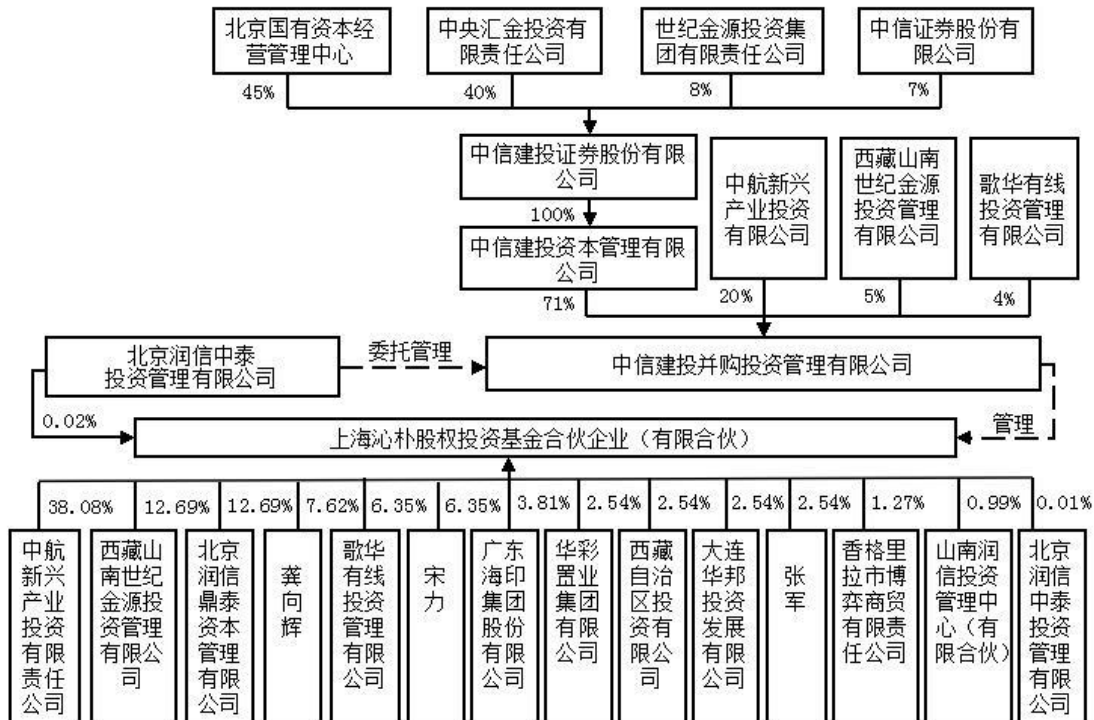 北京国有资本经
营管理中心
中央汇金投资有
限责任公司
世纪金源投资集
团有限责任公司
中信证券股份有
限公司
45%
40%
8%
7%
中信建投证券股份有限
公司
100%
中信建投资本管理有限
公司
中航新兴
产业投资
有限公司
西藏山南
世纪金源
投资管理
有限公司
歌华有线
投资管理
有限公司
71%
20%
5%
4%
北京润信中泰
投资管理有限公司
委托管理
中信建投并购投资管理有限公司
0.02%
管理
上海沁朴股权投资基金合伙企业（有限合伙）
38.08%
12.69%
12.69%
7.62%
6.35%
6.35%
3.81%
2.54%
2.54%
2.54%
2.54%
1.27%
0.99%
0.01%
中航
新兴
产业
投资
有限
责任
公司
西藏山
南世纪
金源投
资管理
有限公
司
北京
润信
鼎泰
资本
管理
有限
公司
龚
向
辉
歌华
有线
投资
管理
有限
公司
宋
力
广东
海印
集团
股份
有限
公司
华彩
置业
集团
有限
公司
西藏
自治
区投
资有
限公
司
大连
华邦
投资
发展
有限
公司
张
军
香格里
拉市博
弈商贸
有限责
任公司
山南润
信投资
管理中
心（有
限合伙）
北京
润信
中泰
投资
管理
有限
公司